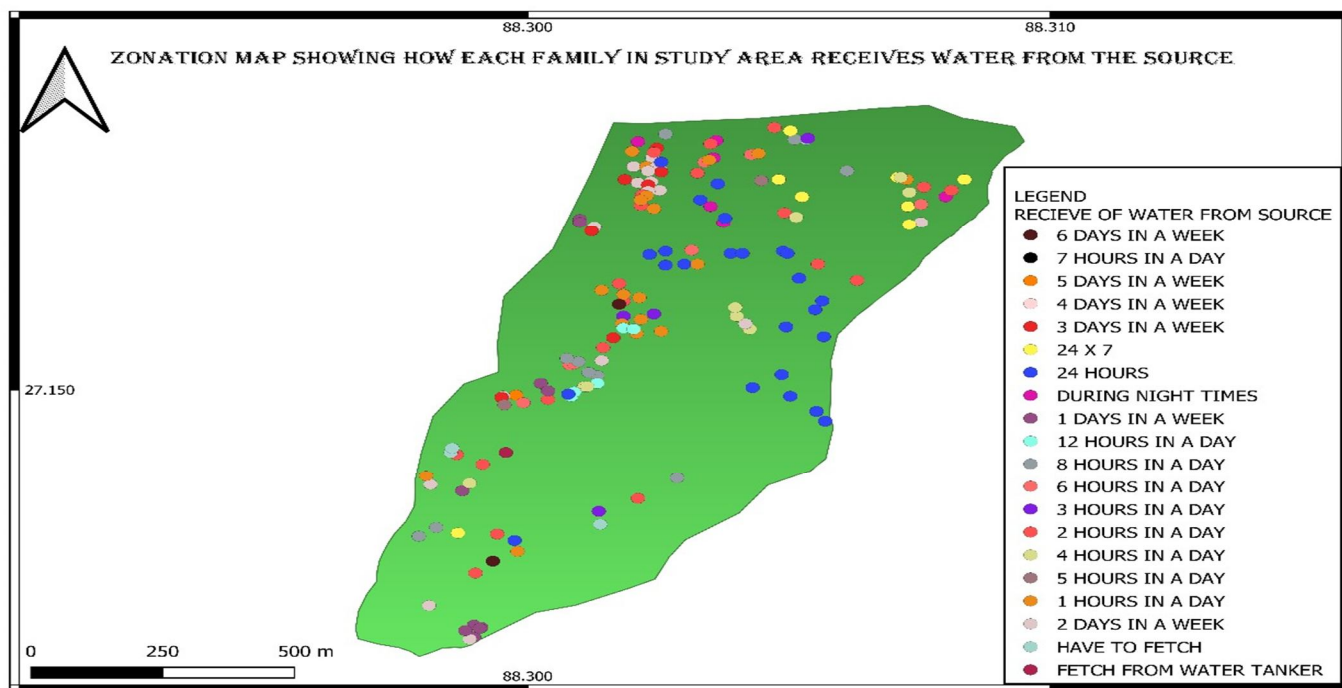 88.300 88.310
ZONATION MAP SHOWING HOW EACH FAMILY IN STUDY AREA RECEIVES WATER FROM THE SOURCE
27.150
LEGEND
RECIEVE OF WATER FROM SOURCE
6 DAYS IN A WEEK
7 HOURS IN A DAY
5 DAYS IN A WEEK
4 DAYS IN A WEEK
3 DAYS IN A WEEK
24 X 7
24 HOURS
DURING NIGHT TIMES
1 DAYS IN A WEEK
12 HOURS IN A DAY
8 HOURS IN A DAY
6 HOURS IN A DAY
3 HOURS IN A DAY
2 HOURS IN A DAY
4 HOURS IN A DAY
5 HOURS IN A DAY
1 HOURS IN A DAY
2 DAYS IN A WEEK
HAVE TO FETCH
FETCH FROM WATER TANKER
0 250 500 m
88.300